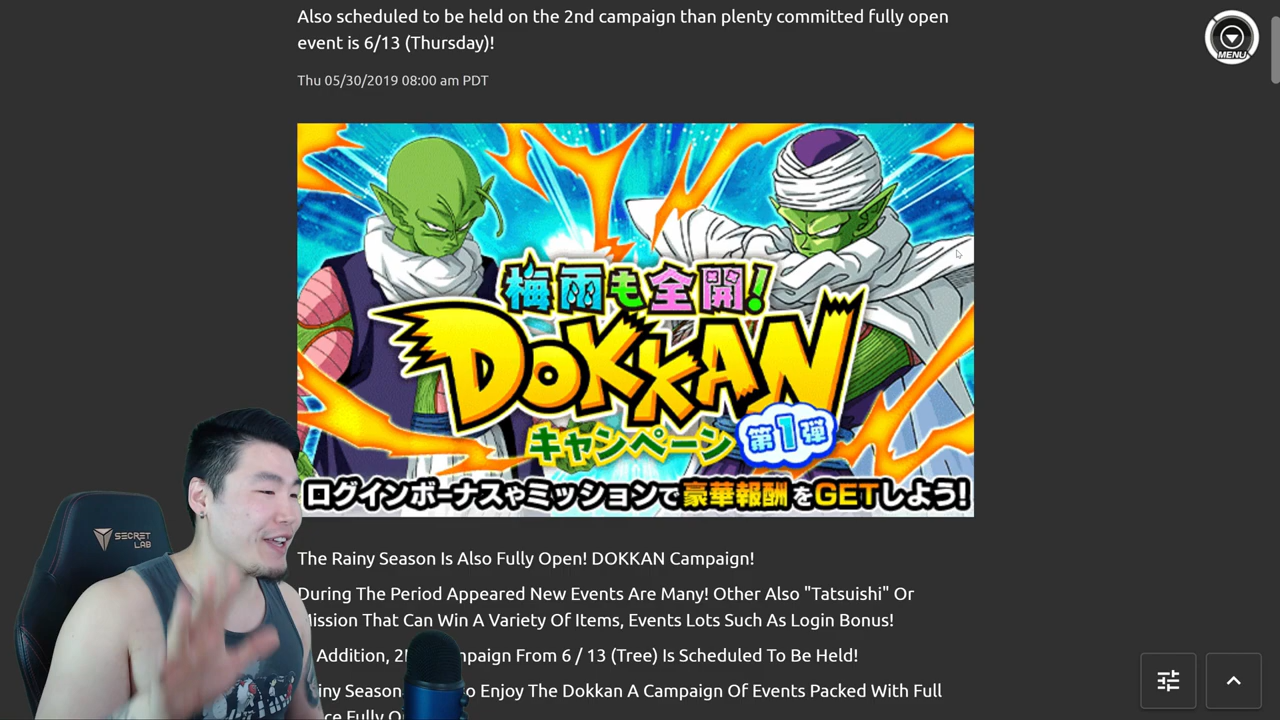 Also scheduled to be held on the 2nd campaign than plenty committed fully open
event is 6/13 (Thursday)!
MENU
Thu 05/30/2019 08:00 am PDT
梅雨も全開!
DOKKAN
キャンペーン 第1弾
ログインボーナスやミッションで豪華報酬をGETしよう!
SECRET
LAB
The Rainy Season Is Also Fully Open! DOKKAN Campaign!
During The Period Appeared New Events Are Many! Other Also "Tatsuishi" Or
ission That Can Win A Variety Of Items, Events Lots Such As Login Bonus!
Addition, 2 paign From 6 / 13 (Tree) Is Scheduled To Be Held!
iny Season o Enjoy The Dokkan A Campaign Of Events Packed With Full
ce Fully O